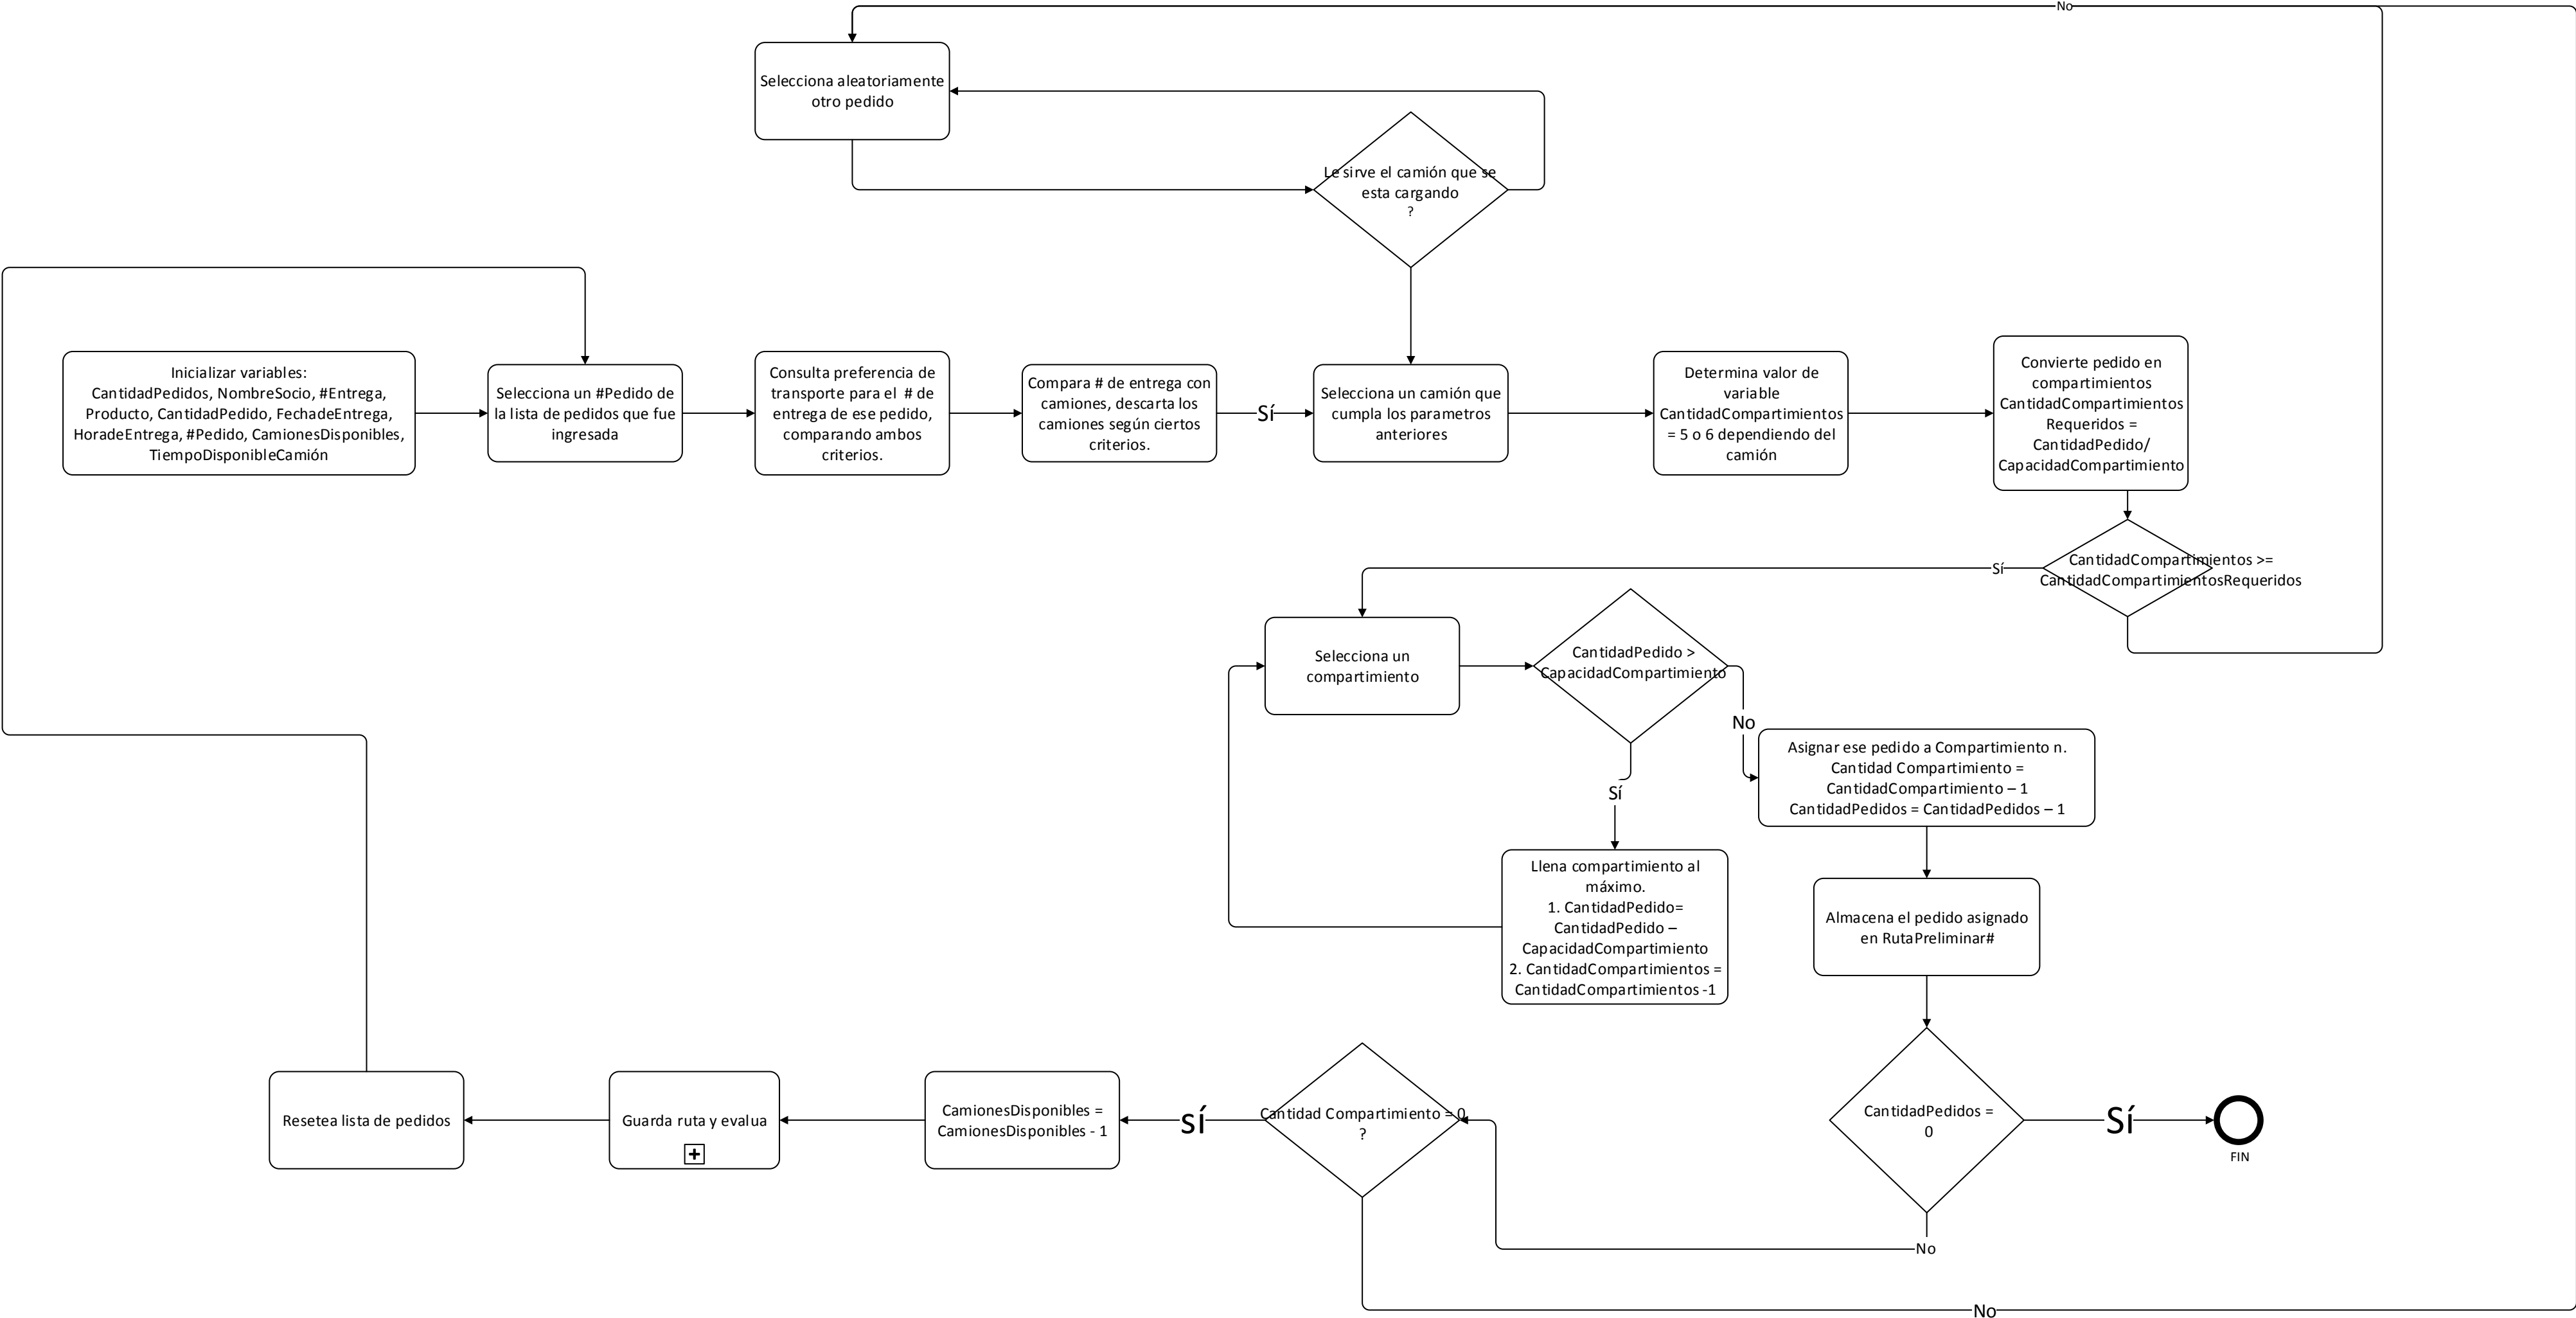 No
Selecciona aleatoriamente
otro pedido
Le sirve el camión que se
esta cargando
?
Inicializar variables:
CantidadPedidos, NombreSocio, #Entrega,
Producto, CantidadPedido, FechadeEntrega,
HoradeEntrega, #Pedido, CamionesDisponibles,
TiempoDisponibleCamión
Selecciona un #Pedido de
la lista de pedidos que fue
ingresada
Consulta preferencia de
transporte para el # de
entrega de ese pedido,
comparando ambos
criterios.
Compara # de entrega con
camiones, descarta los
camiones según ciertos
criterios.
Sí
Selecciona un camión que
cumpla los parametros
anteriores
Determina valor de
variable
CantidadCompartimientos
= 5 o 6 dependiendo del
camión
Convierte pedido en
compartimientos
CantidadCompartimientos
Requeridos =
CantidadPedido/
CapacidadCompartimiento
CantidadCompartimientos >=
CantidadCompartimientosRequeridos
Sí
Selecciona un
compartimiento
CantidadPedido >
CapacidadCompartimiento
No
Sí
Asignar ese pedido a Compartimiento n.
Cantidad Compartimiento =
CantidadCompartimiento – 1
CantidadPedidos = CantidadPedidos – 1
Llena compartimiento al
máximo.
1. CantidadPedido=
CantidadPedido –
CapacidadCompartimiento
2. CantidadCompartimientos =
CantidadCompartimientos -1
Almacena el pedido asignado
en RutaPreliminar#
Resetea lista de pedidos
Guarda ruta y evalua
CamionesDisponibles =
CamionesDisponibles - 1
sí
Cantidad Compartimiento = 0
?
CantidadPedidos =
0
Sí
FIN
No
No